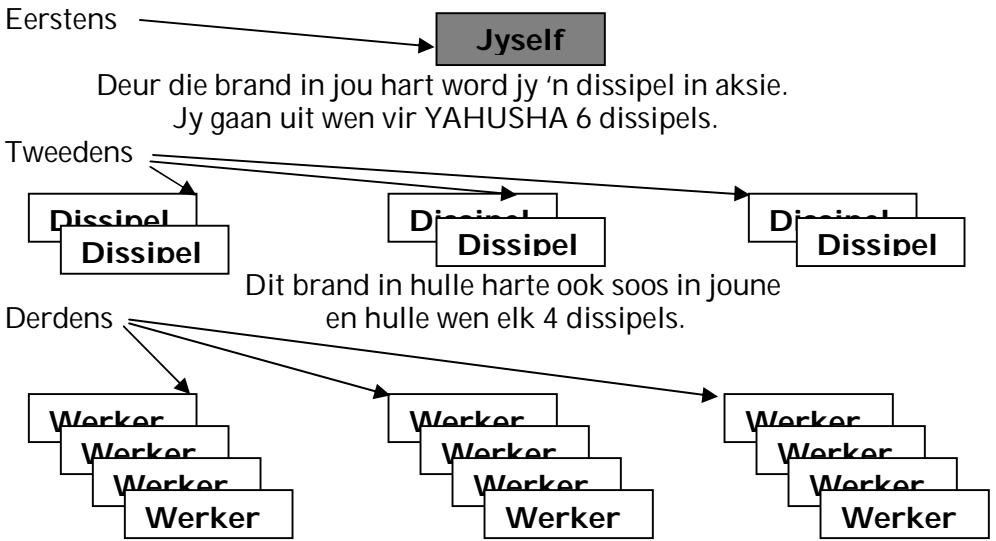 Eerstens
Jyself
Deur die brand in jou hart word jy 'n dissipel in aksie.
Jy gaan uit wen vir YAHUSHA 6 dissipels.
Tweedens
Dissipel Dissipel Dissipel
Dissipel Dissipel Dissipel
Dit brand in hulle harte ook soos in joune
Derdens en hulle wen elk 4 dissipels.
Werker Werker Werker
Werker Werker Werker
Werker Werker Werker
Werker Werker Werker